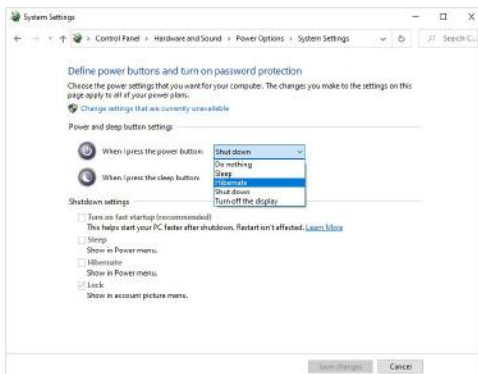 System Settings
Control Panel > Hardware and Sound > Power Options > System Settings
Search C...
Define power buttons and turn on password protection
Choose the power settings that you want for your computer. The changes you make to the settings on this
page apply to all of your power plans.
Change settings that are currently unavailable
Power and sleep button settings
When I press the power button: Shut down
Do nothing
Sleep
When I press the sleep button:
Hibernate
Shut down
Turn off the display
Shutdown settings
Turn on fast startup (recommended)
This helps start your PC faster after shutdown. Restart isn't affected. Learn More
Sleep
Show in Power menu.
Hibernate
Show in Power menu.
Lock
Show in account picture menu.
Save changes Cancel